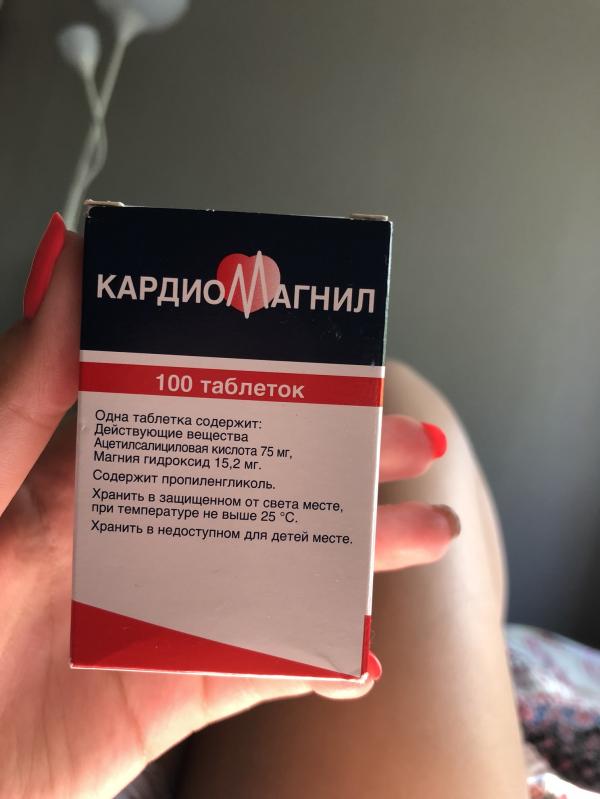 КАРДИОМАГНИЛ
100 таблеток
Одна таблетка содержит:
Действующие вещества
Ацетилсалициловая кислота 75 мг,
Магния гидроксид 15,2 мг.
Содержит пропиленгликоль.
Хранить в защищенном от света месте,
при температуре не выше 25 °C.
Хранить в недоступном для детей месте.